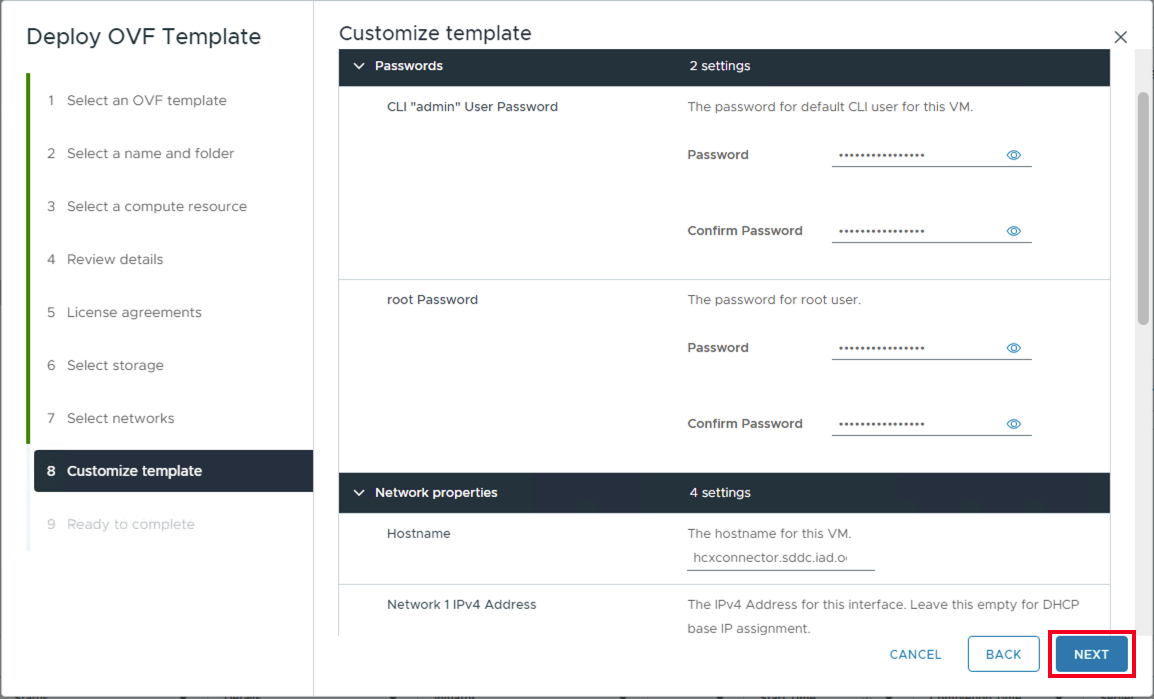 Deploy OVF Template
1 Select an OVF template
2 Select a name and folder
3 Select a compute resource
4 Review details
5 License agreements
6 Select storage
7 Select networks
8 Customize template
9 Ready to complete
Customize template
Passwords 2 settings
CLI "admin" User Password The password for default CLI user for this VM.
Password ••••••••••••••••
Confirm Password ••••••••••••••••
root Password The password for root user.
Password ••••••••••••••••
Confirm Password ••••••••••••••••
Network properties 4 settings
Hostname The hostname for this VM.
hcxconnector.sddc.iad.o
Network 1 IPv4 Address The IPv4 Address for this interface. Leave this empty for DHCP
base IP assignment.
CANCEL BACK NEXT